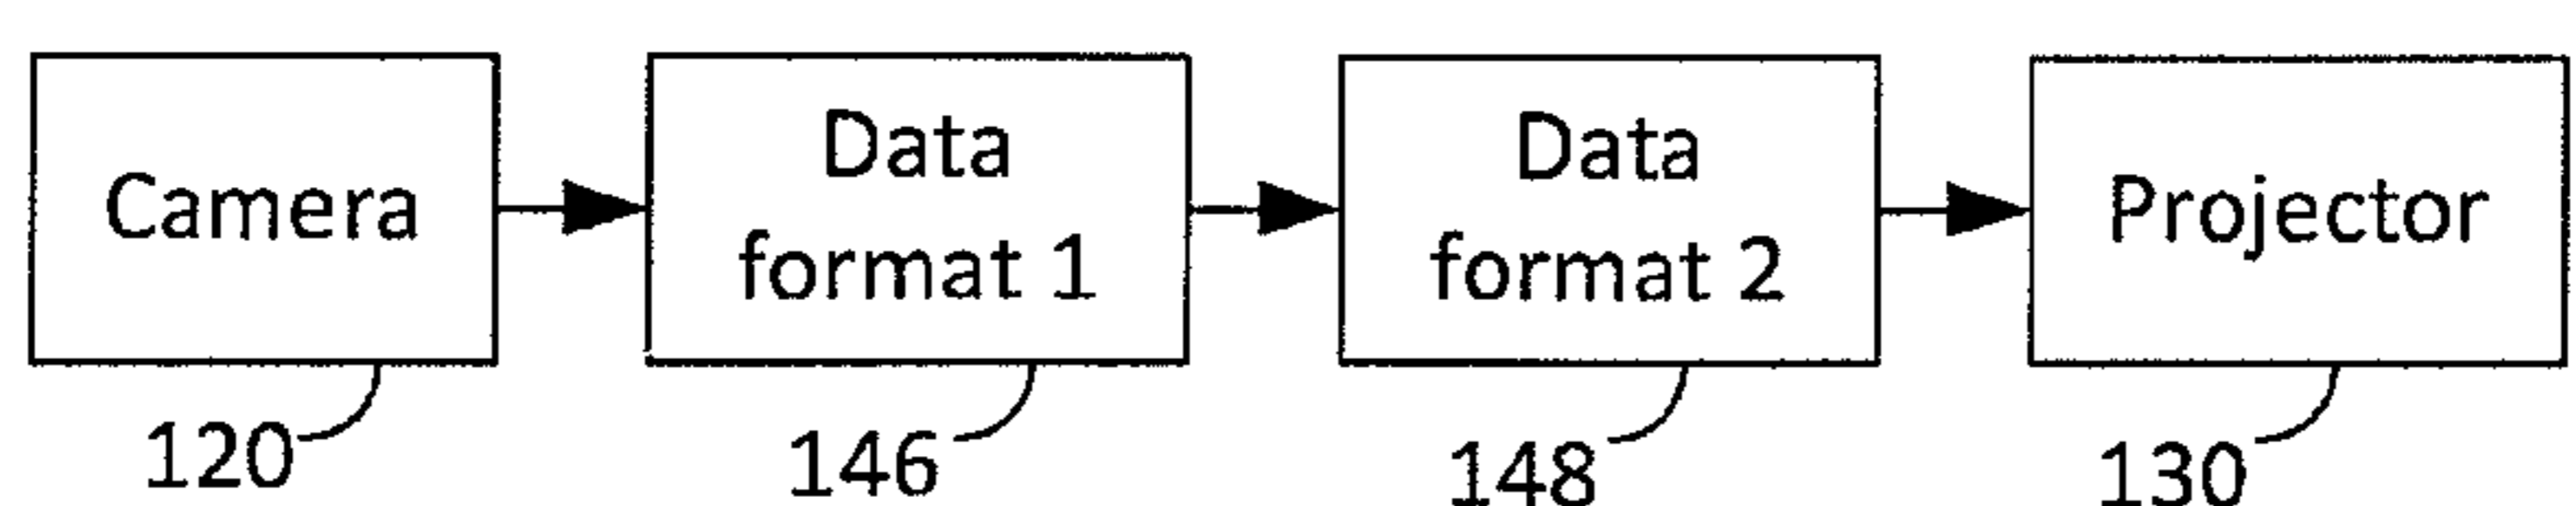 Camera
Data
format 1
Data
format 2
Projector
120
146
148
130